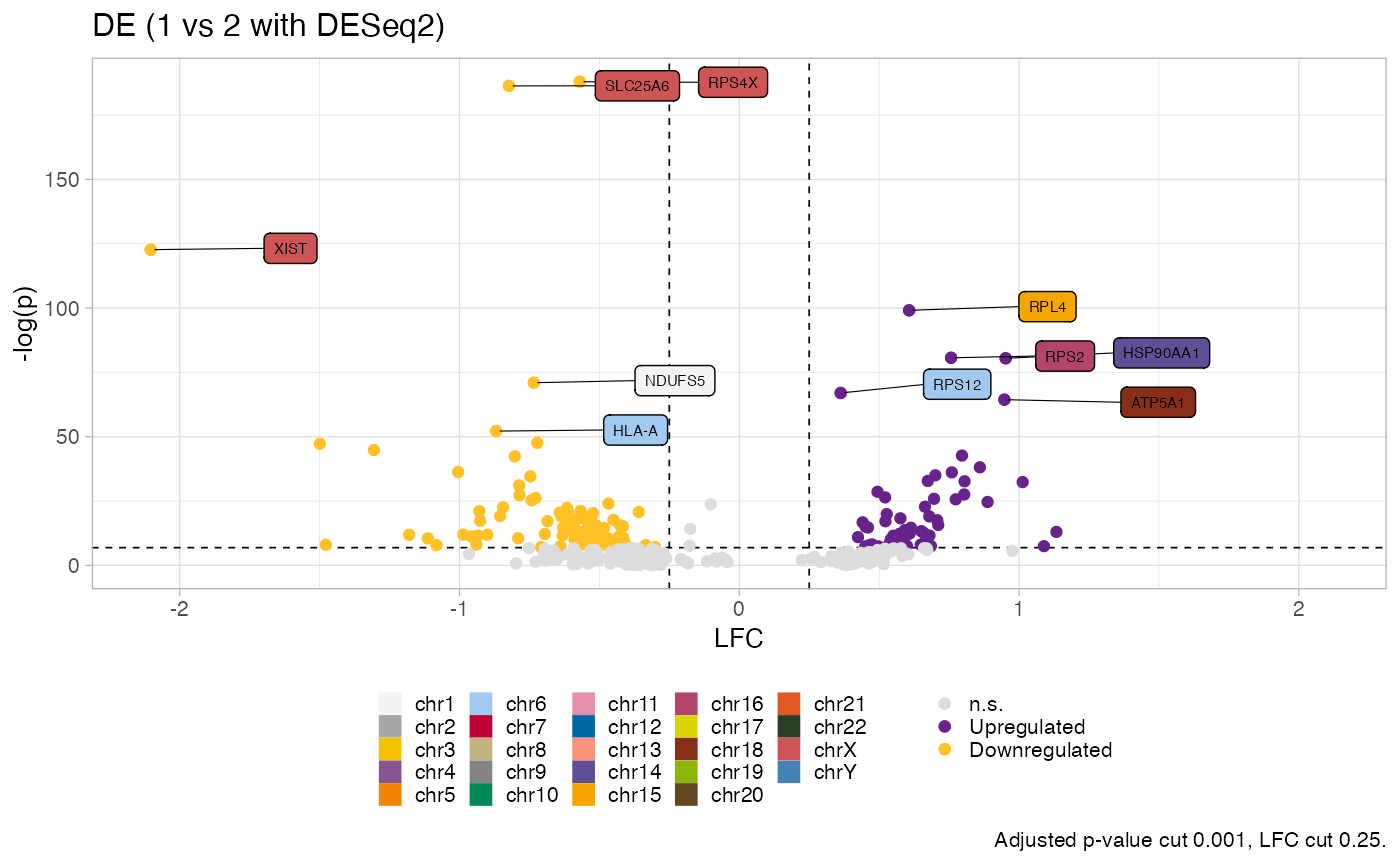 DE (1 vs 2 with DESeq2)
SLC25A6
RPS4X
150
XIST
100
RPL4
HSP90AA1
RPS2
NDUFS5
RPS12
ATP5A1
HLA-A
50
0
-log(p)
-2
-1
0
1
2
LFC
chr1
chr6
chr11
chr16
chr21
n.s.
chr2
chr7
chr12
chr17
chr22
Upregulated
chr3
chr8
chr13
chr18
chrX
Downregulated
chr4
chr9
chr14
chr19
chrY
chr5
chr10
chr15
chr20
Adjusted p-value cut 0.001, LFC cut 0.25.